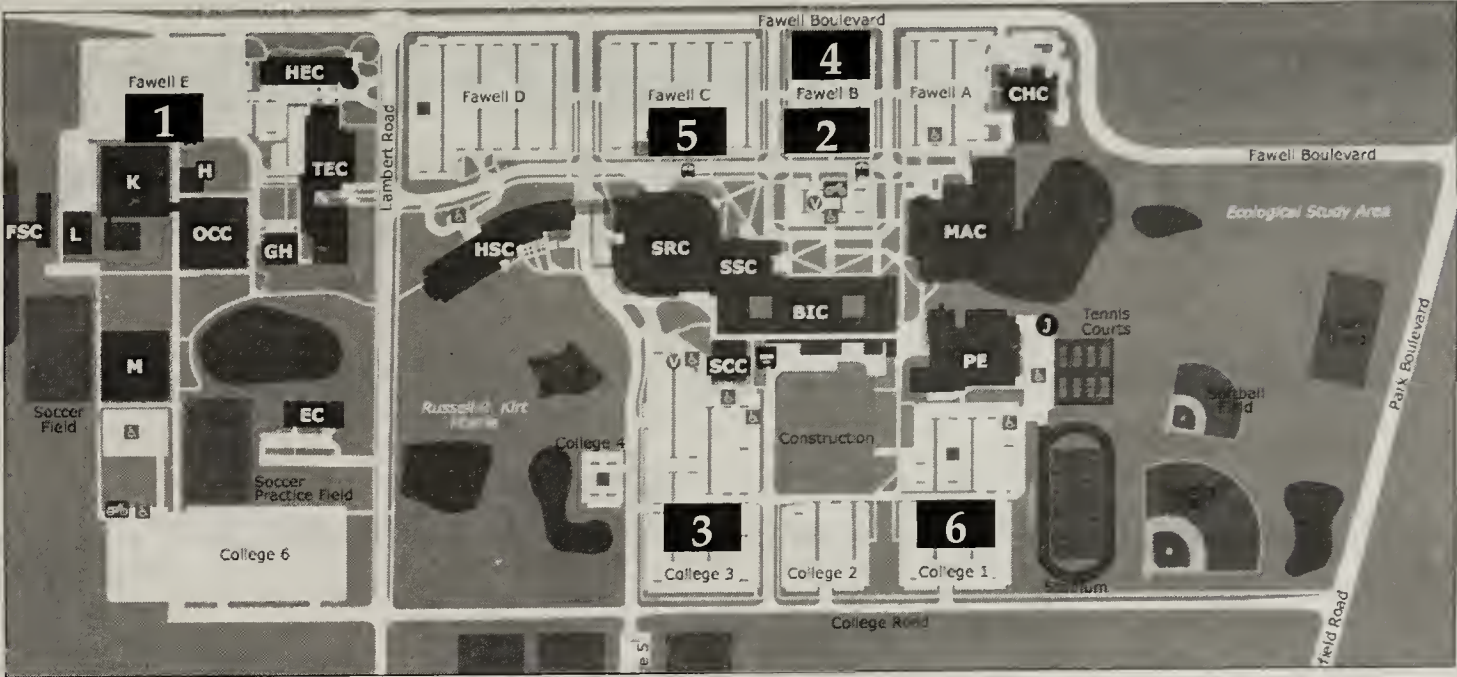 Fawell Boulevard
4
HEC
Fawell E
Fawell D
Fawell C
Fawell B
Fawell A
CHC
1
5
2
Lambert Road
H
TEC
K
Fawell Boulevard
FSC
L
OCC
GH
HSC
SRC
SSC
MAC
Ecological Study Area
BIC
J
Tennis
Courts
M
SCC
PE
Park Boulevard
Soccer
Field
EC
Softball
Field
College 4
Construction
Soccer
Practice Field
3
6
College 6
College 3
College 2
College 1
College Road
field Road